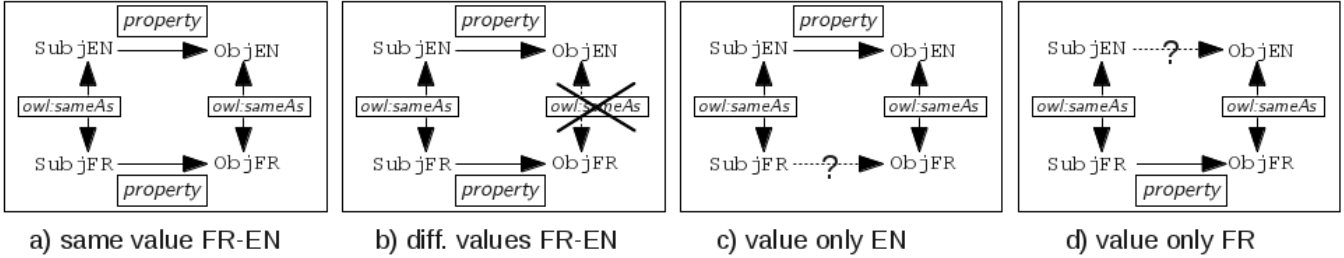 property
SubjEN ObjEN
owl:sameAs owl:sameAs
SubjFR ObjFR
property
a) same value FR-EN
property
SubjEN ObjEN
owl:sameAs owl:sameAs
SubjFR ObjFR
property
b) diff. values FR-EN
property
SubjEN ObjEN
owl:sameAs owl:sameAs
SubjFR ? ObjFR
c) value only EN
SubjEN ? ObjEN
owl:sameAs owl:sameAs
SubjFR ObjFR
property
d) value only FR